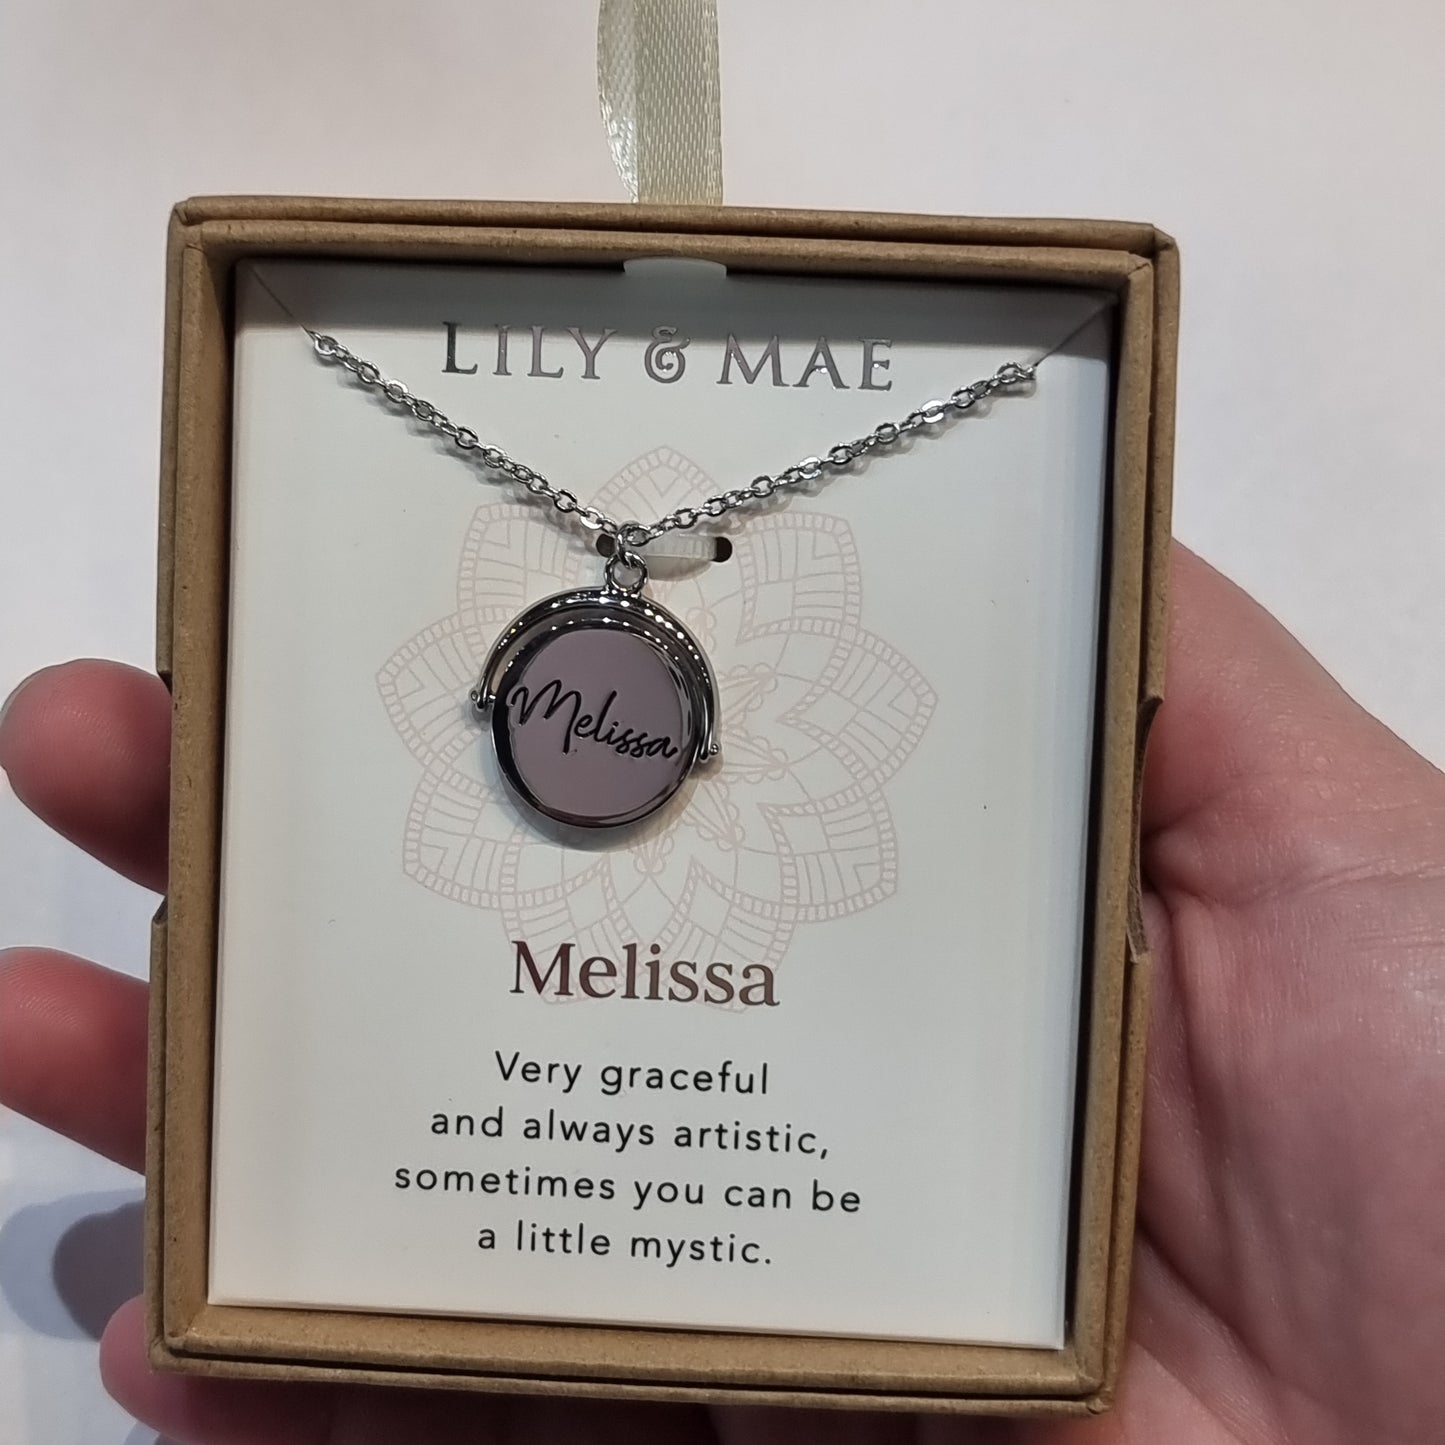 LILY & MAE
Melissa
Melissa
Very graceful
and always artistic,
sometimes you can be
a little mystic.